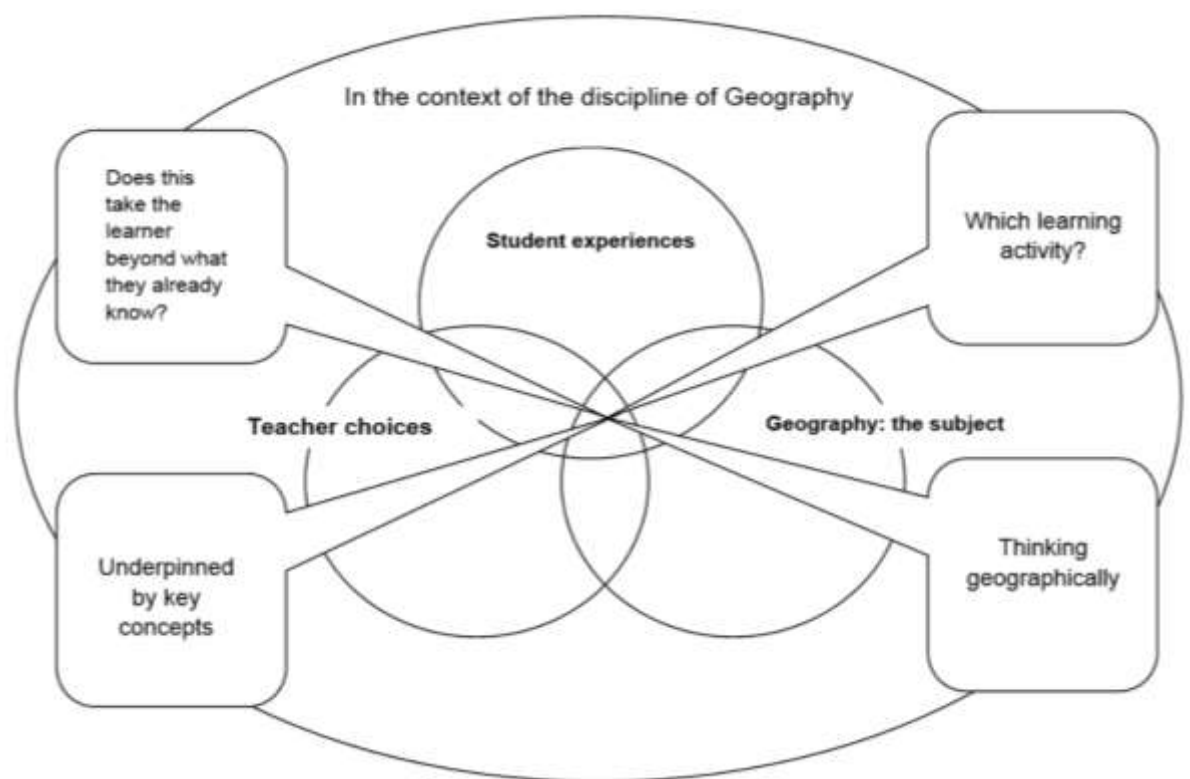 In the context of the discipline of Geography
Does this
take the
learner
beyond what
they already
know?
Student experiences
Which learning
activity?
Teacher choices
Geography: the subject
Underpinned
by key
concepts
Thinking
geographically